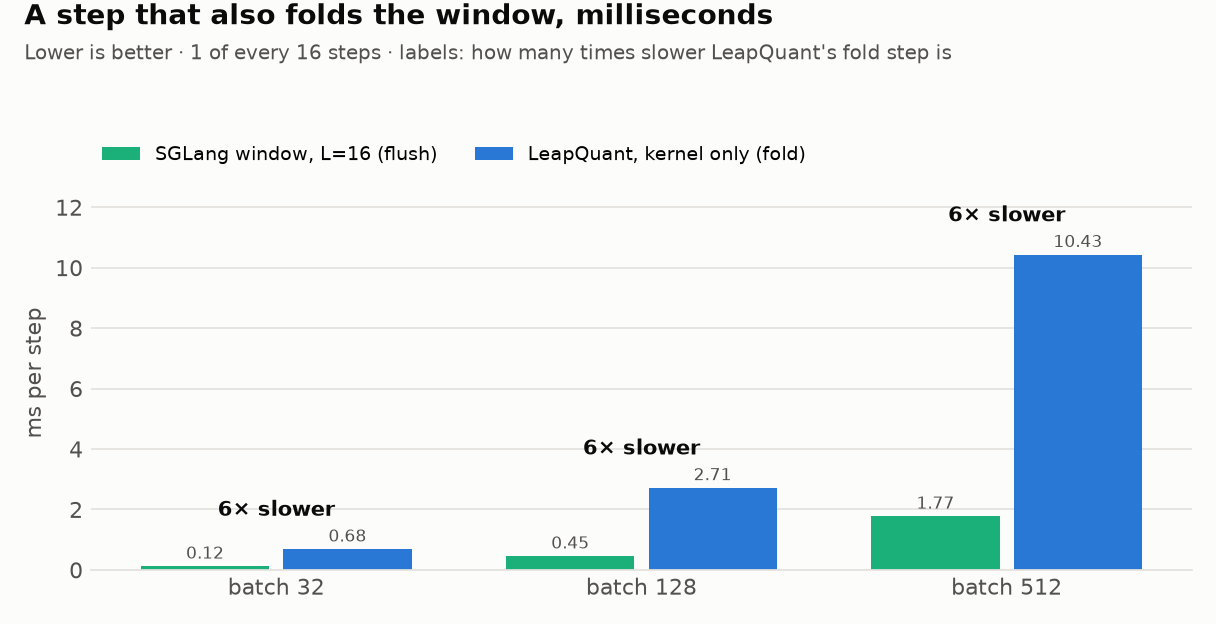 A step that also folds the window, milliseconds
Lower is better · 1 of every 16 steps · labels: how many times slower LeapQuant's fold step is
SGLang window, L=16 (flush)
LeapQuant, kernel only (fold)
ms per step
12
10
8
6
4
2
0
6× slower
0.12
0.68
6× slower
0.45
2.71
6× slower
1.77
10.43
batch 32
batch 128
batch 512